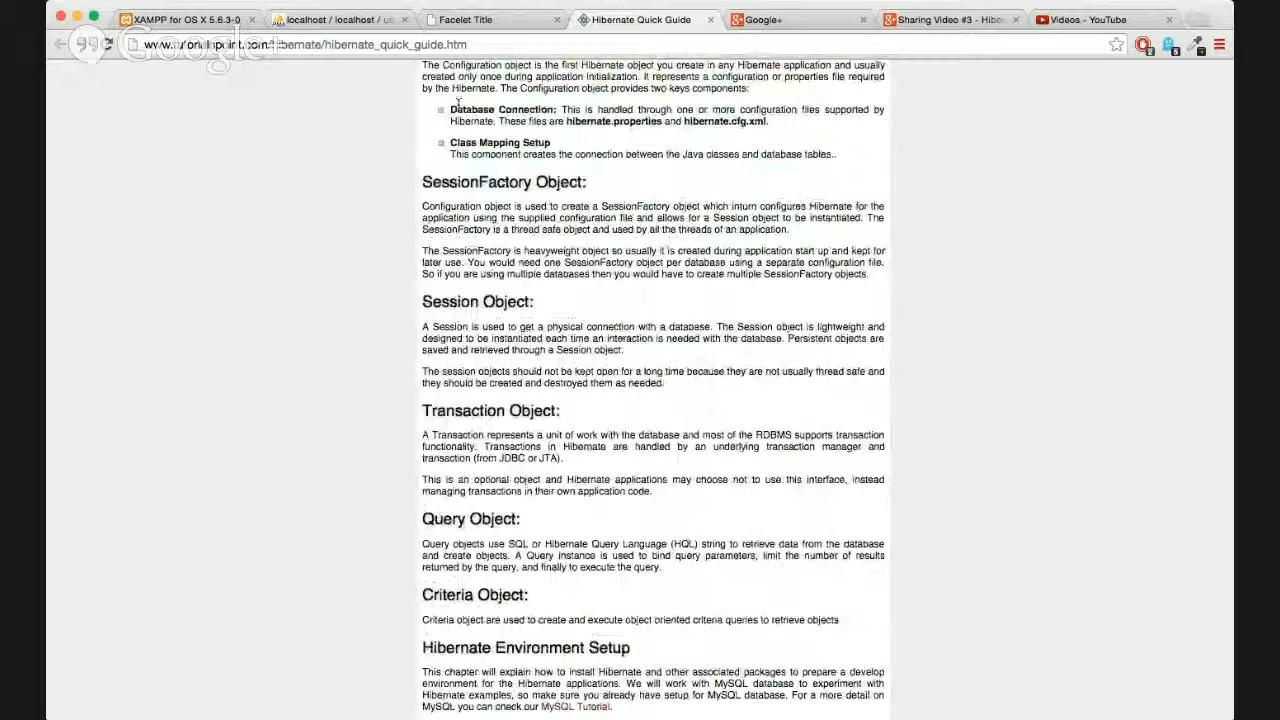 XAMPP for OS X 5.6.3-0
localhost / localhost / us
Facelet Title
Hibernate Quick Guide
Google+
Sharing Video #3 - Hiber
Videos - YouTube
hibernate/hibernate_quick_guide.htm
Google+
The Configuration object is the first Hibernate object you create in any Hibernate application and usually
created only once during application initialization. It represents a configuration or properties file required
by the Hibernate. The Configuration object provides two keys components:
Database Connection: This is handled through one or more configuration files supported by
Hibernate. These files are hibernate.properties and hibernate.cfg.xml.
Class Mapping Setup
This component creates the connection between the Java classes and database tables..
SessionFactory Object:
Configuration object is used to create a SessionFactory object which inturn configures Hibernate for the
application using the supplied configuration file and allows for a Session object to be instantiated. The
SessionFactory is a thread safe object and used by all the threads of an application.
The SessionFactory is heavyweight object so usually it is created during application start up and kept for
later use. You would need one SessionFactory object per database using a separate configuration file.
So if you are using multiple databases then you would have to create multiple SessionFactory objects.
Session Object:
A Session is used to get a physical connection with a database. The Session object is lightweight and
designed to be instantiated each time an interaction is needed with the database. Persistent objects are
saved and retrieved through a Session object.
The session objects should not be kept open for a long time because they are not usually thread safe and
they should be created and destroyed them as needed.
Transaction Object:
A Transaction represents a unit of work with the database and most of the RDBMS supports transaction
functionality. Transactions in Hibernate are handled by an underlying transaction manager and
transaction (from JDBC or JTA).
This is an optional object and Hibernate applications may choose not to use this interface, instead
managing transactions in their own application code.
Query Object:
Query objects use SQL or Hibernate Query Language (HQL) string to retrieve data from the database
and create objects. A Query instance is used to bind query parameters, limit the number of results
returned by the query, and finally to execute the query.
Criteria Object:
Criteria object are used to create and execute object oriented criteria queries to retrieve objects
Hibernate Environment Setup
This chapter will explain how to install Hibernate and other associated packages to prepare a develop
environment for the Hibernate applications. We will work with MySQL database to experiment with
Hibernate examples, so make sure you already have setup for MySQL database. For a more detail on
MySQL you can check our MySQL Tutorial.